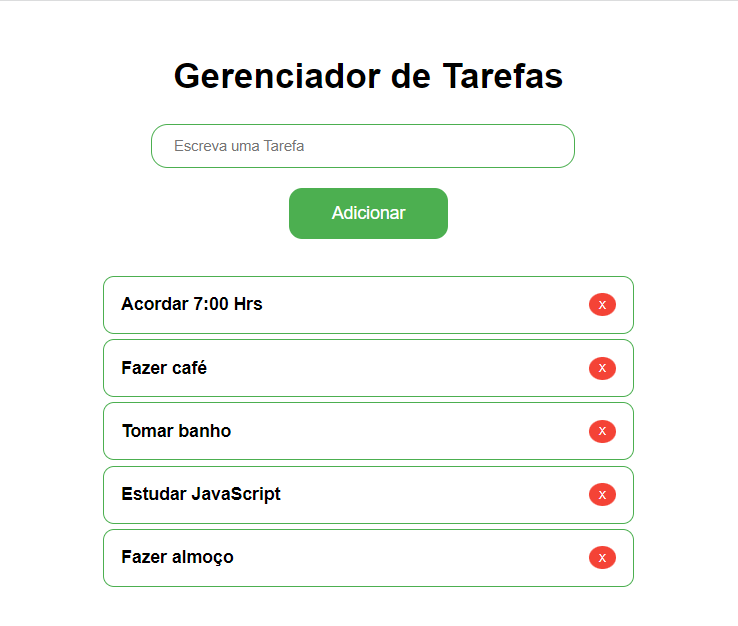 Gerenciador de Tarefas
Escreva uma Tarefa
Adicionar
Acordar 7:00 Hrs x
Fazer café x
Tomar banho x
Estudar JavaScript x
Fazer almoço x